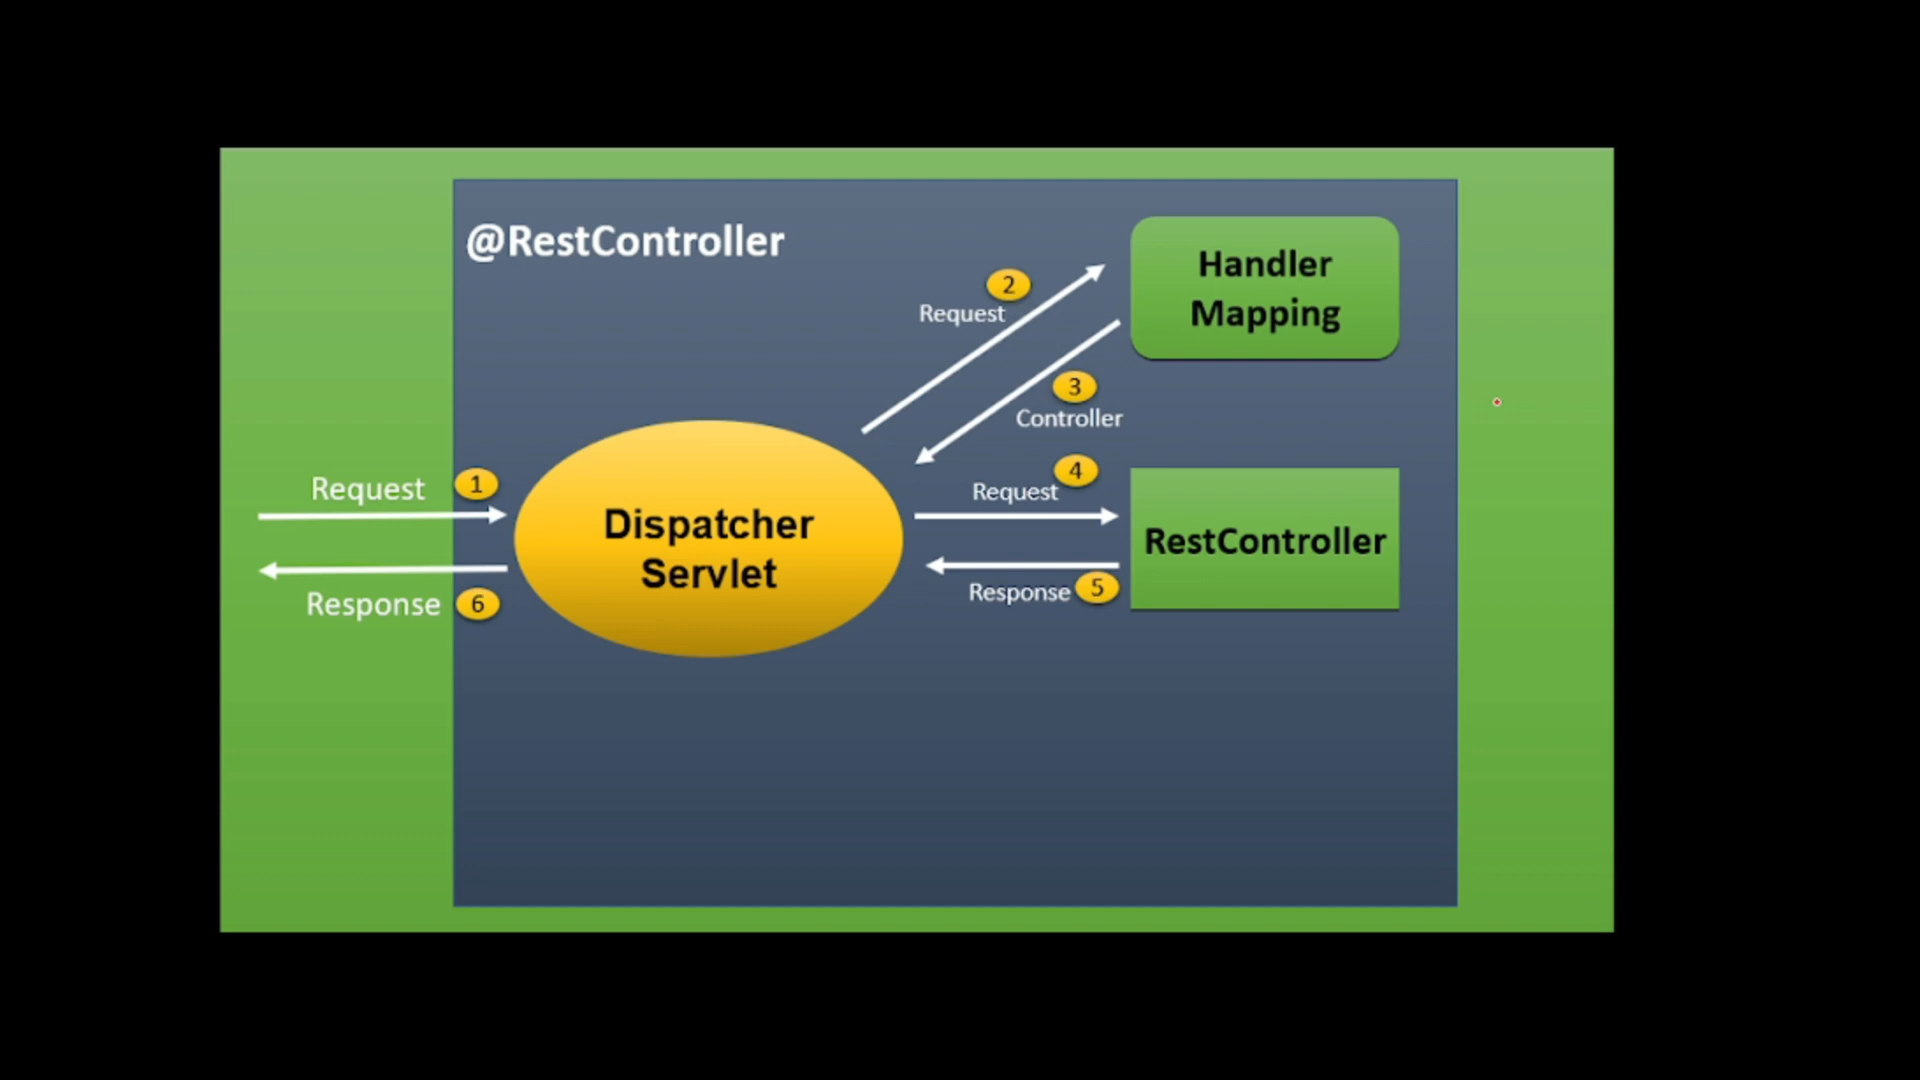 @RestController
Handler
Mapping
2
Request
3
Controller
4
Request
Request 1
Dispatcher
Servlet
RestController
Response 5
Response 6